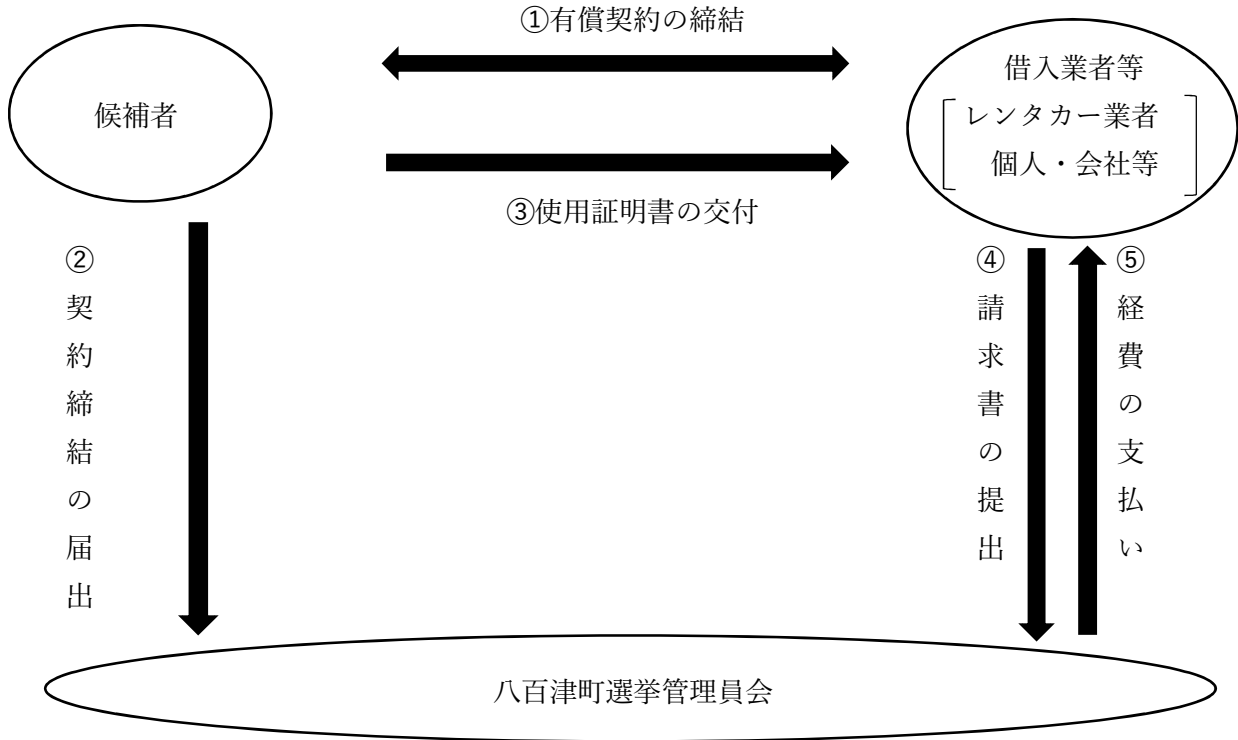 ①有償契約の締結
候補者
借入業者等
レンタカー業者
個人・会社等
③使用証明書の交付
②契約締結の届出
④請求書の提出
⑤経費の支払い
八百津町選挙管理員会